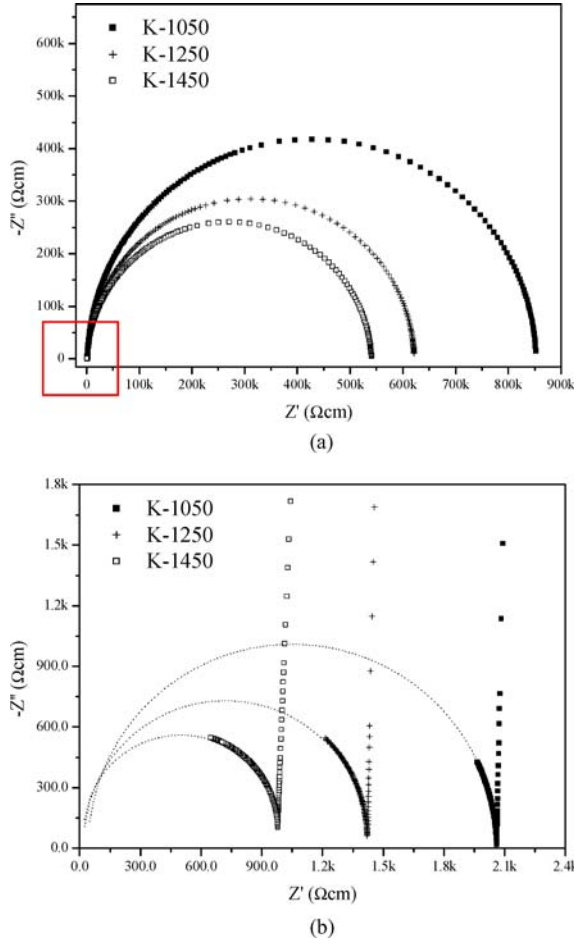 K-1050
K-1250
K-1450
600k
500k
400k
300k
200k
100k
0
-Z" (Ωcm)
0 100k 200k 300k 400k 500k 600k 700k 800k 900k
Z' (Ωcm)
(a)
1.8k
1.5k
1.2k
900.0
600.0
300.0
0.0
-Z" (Ωcm)
K-1050
K-1250
K-1450
0.0 300.0 600.0 900.0 1.2k 1.5k 1.8k 2.1k 2.4k
Z' (Ωcm)
(b)